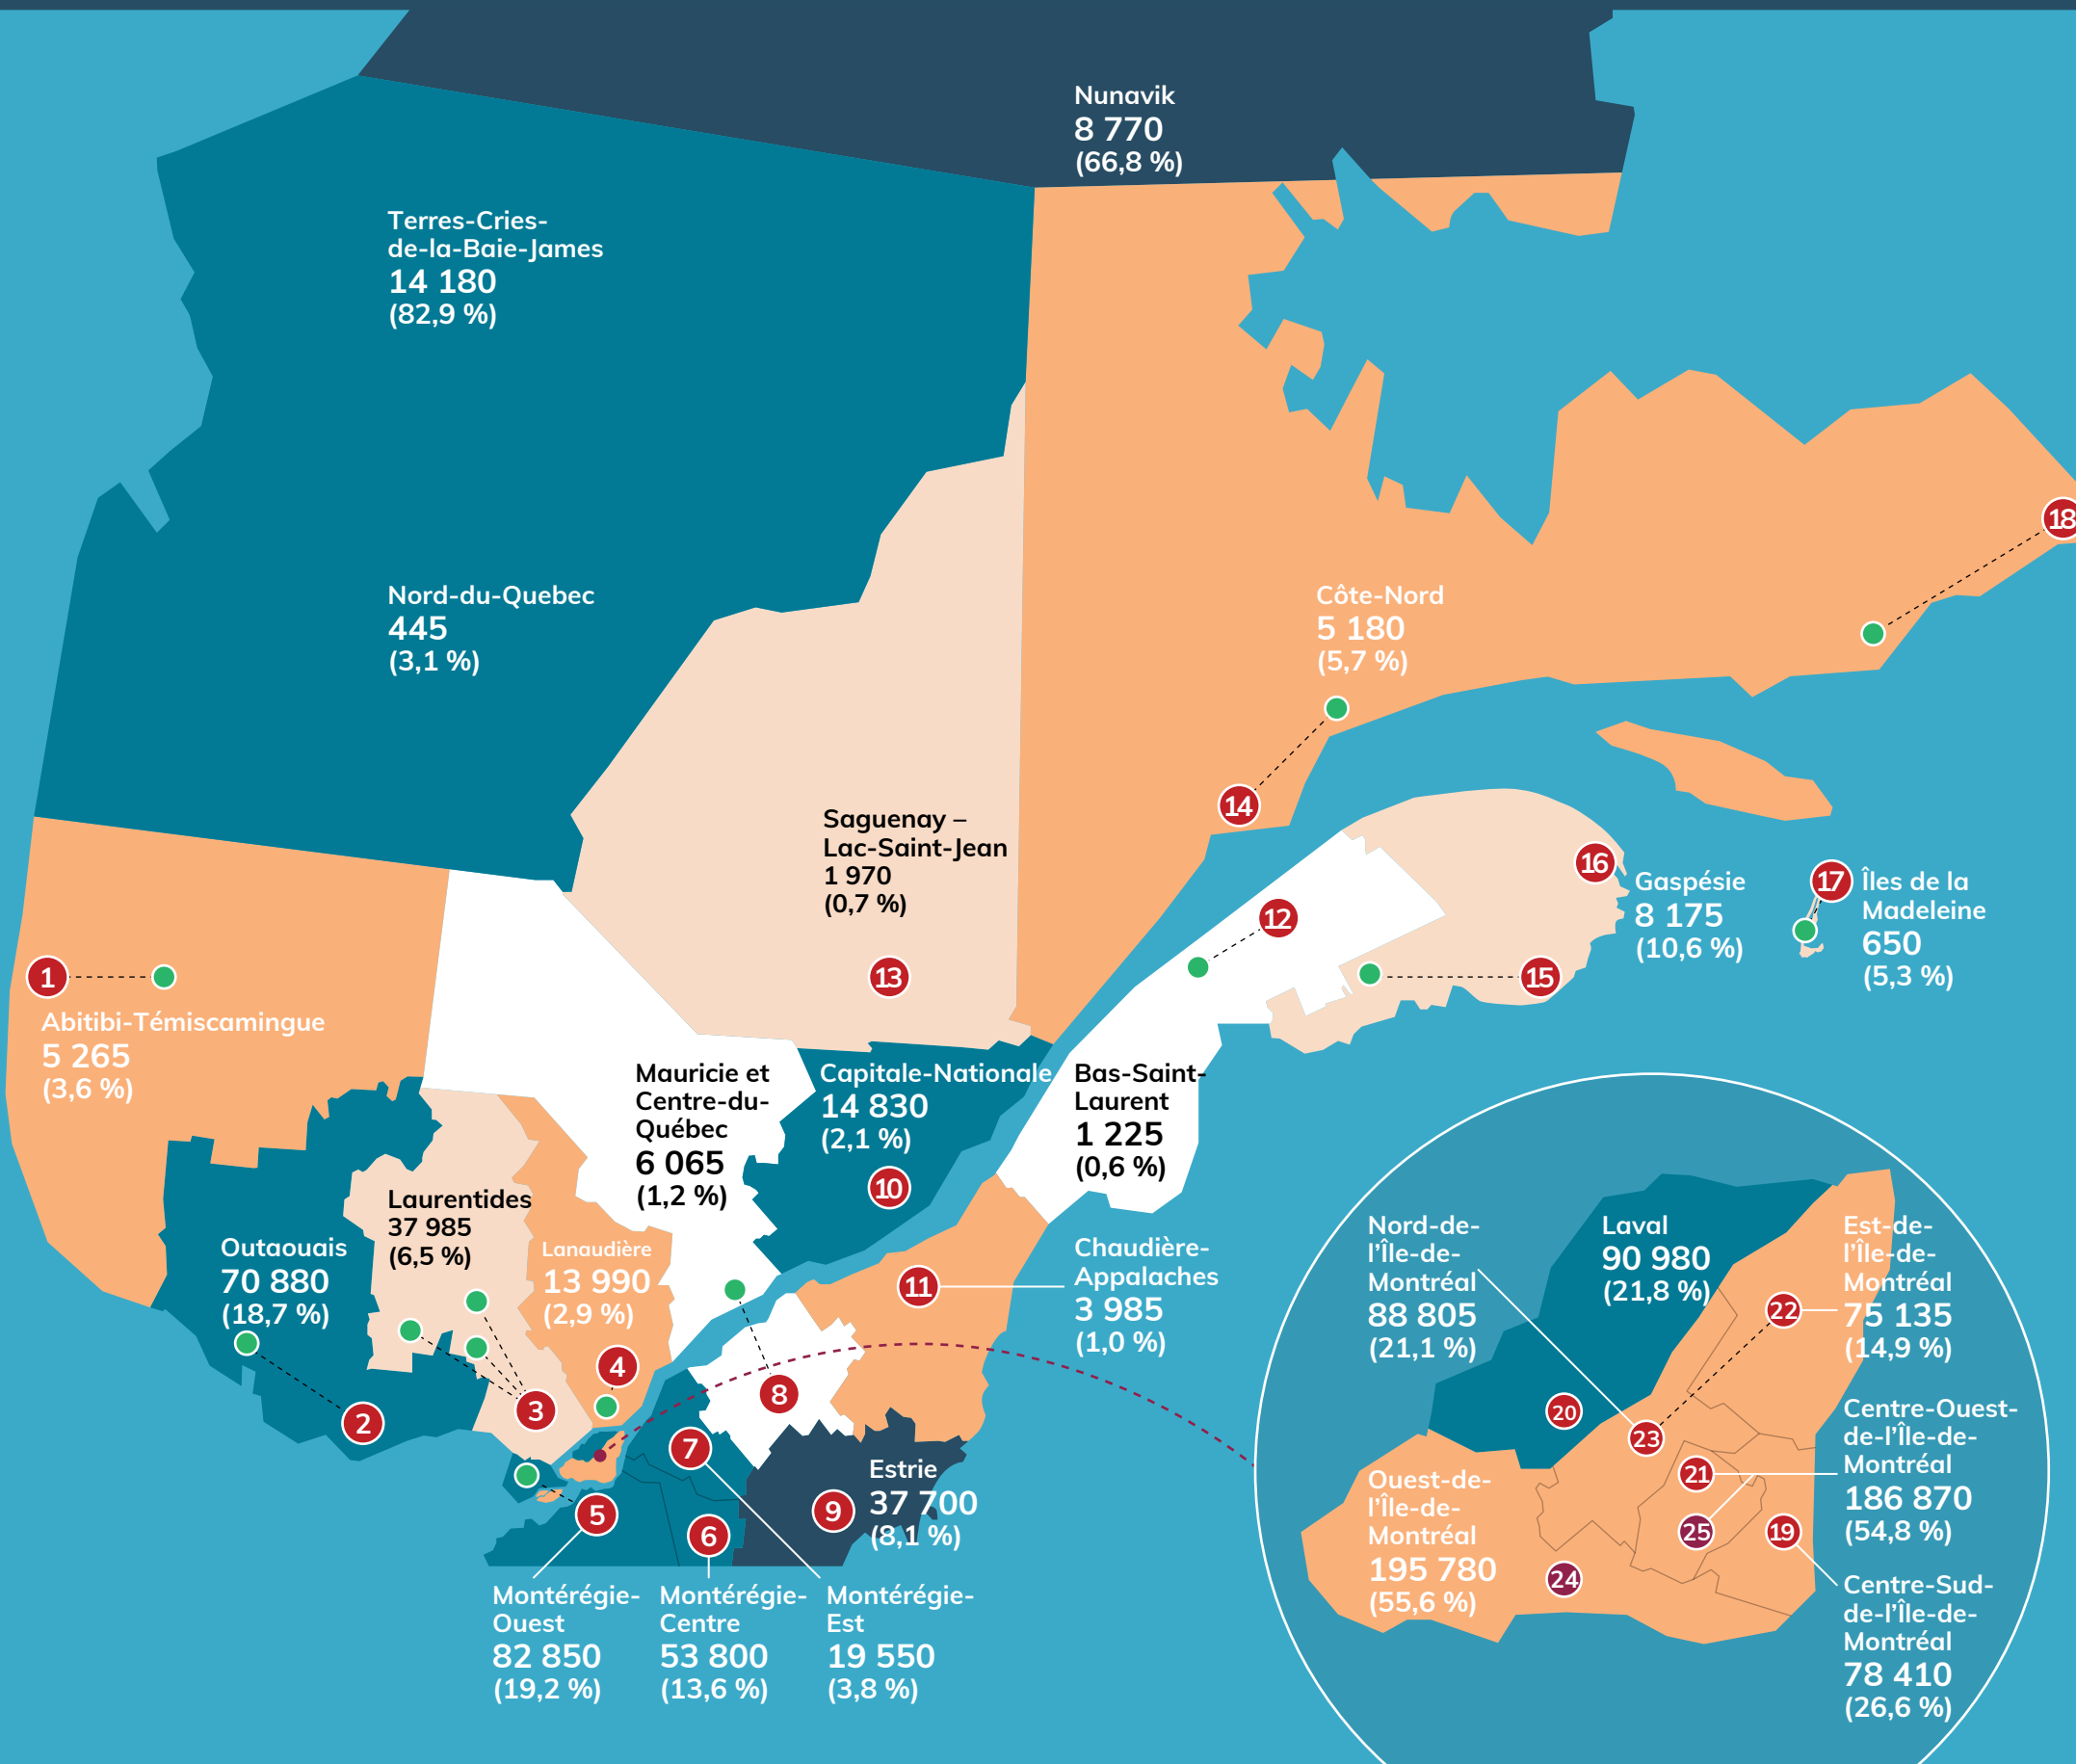 Nunavik
8 770
(66,8 %)
Terres-Cries-
de-la-Baie-James
14 180
(82,9 %)
Nord-du-Quebec
445
(3,1 %)
Côte-Nord
5 180
(5,7 %)
18
14
Saguenay –
Lac-Saint-Jean
1 970
(0,7 %)
13
16
Gaspésie
8 175
(10,6 %)
17
Îles de la
Madeleine
650
(5,3 %)
12
15
1
Abitibi-Témiscamingue
5 265
(3,6 %)
Mauricie et
Centre-du-
Québec
6 065
(1,2 %)
Capitale-Nationale
14 830
(2,1 %)
10
Bas-Saint-
Laurent
1 225
(0,6 %)
Laurentides
37 985
(6,5 %)
Outaouais
70 880
(18,7 %)
Lanaudière
13 990
(2,9 %)
11
Chaudière-
Appalaches
3 985
(1,0 %)
4
3
2
8
7
5
6
9
Estrie
37 700
(8,1 %)
Montérégie-
Ouest
82 850
(19,2 %)
Montérégie-
Centre
53 800
(13,6 %)
Montérégie-
Est
19 550
(3,8 %)
Nord-de-
l’Île-de-
Montréal
88 805
(21,1 %)
Laval
90 980
(21,8 %)
Est-de-
l’Île-de-
Montréal
75 135
(14,9 %)
22
20
23
Centre-Ouest-
de-l’Île-de-
Montréal
186 870
(54,8 %)
21
25
19
Ouest-de-
l’Île-de-
Montréal
195 780
(55,6 %)
24
Centre-Sud-
de-l’Île-de-
Montréal
78 410
(26,6 %)